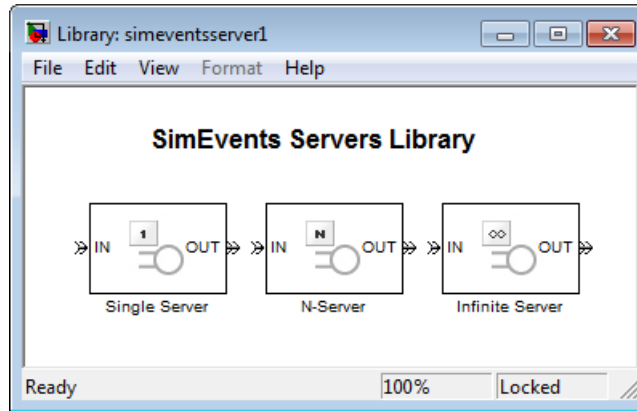 Library: simeventsserver1
File Edit View Format Help
SimEvents Servers Library
1 N ∞
IN OUT IN OUT IN OUT
Single Server N-Server Infinite Server
Ready 100% Locked